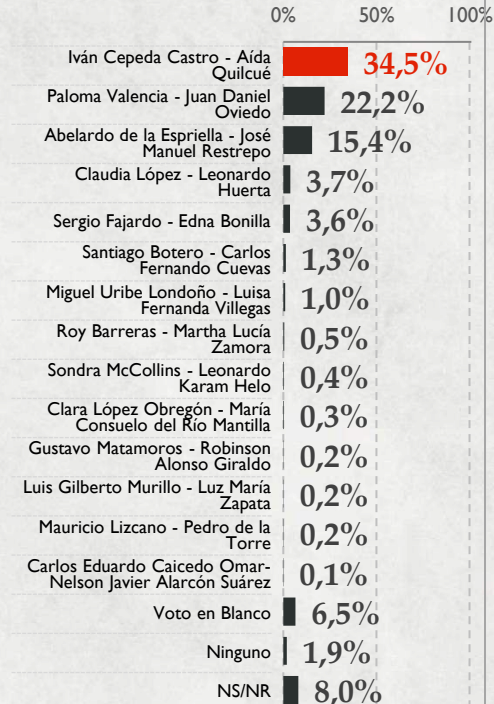 0% 50% 100%
Iván Cepeda Castro - Aída
Quilcué 34,5%
Paloma Valencia - Juan Daniel
Oviedo 22,2%
Abelardo de la Espriella - José
Manuel Restrepo 15,4%
Claudia López - Leonardo
Huerta 3,7%
Sergio Fajardo - Edna Bonilla 3,6%
Santiago Botero - Carlos
Fernando Cuevas 1,3%
Miguel Uribe Londoño - Luisa
Fernanda Villegas 1,0%
Roy Barreras - Martha Lucía
Zamora 0,5%
Sondra McCollins - Leonardo
Karam Helo 0,4%
Clara López Obregón - María
Consuelo del Río Mantilla 0,3%
Gustavo Matamoros - Robinson
Alonso Giraldo 0,2%
Luis Gilberto Murillo - Luz María
Zapata 0,2%
Mauricio Lizcano - Pedro de la
Torre 0,2%
Carlos Eduardo Caicedo Omar-
Nelson Javier Alarcón Suárez 0,1%
Voto en Blanco 6,5%
Ninguno 1,9%
NS/NR 8,0%